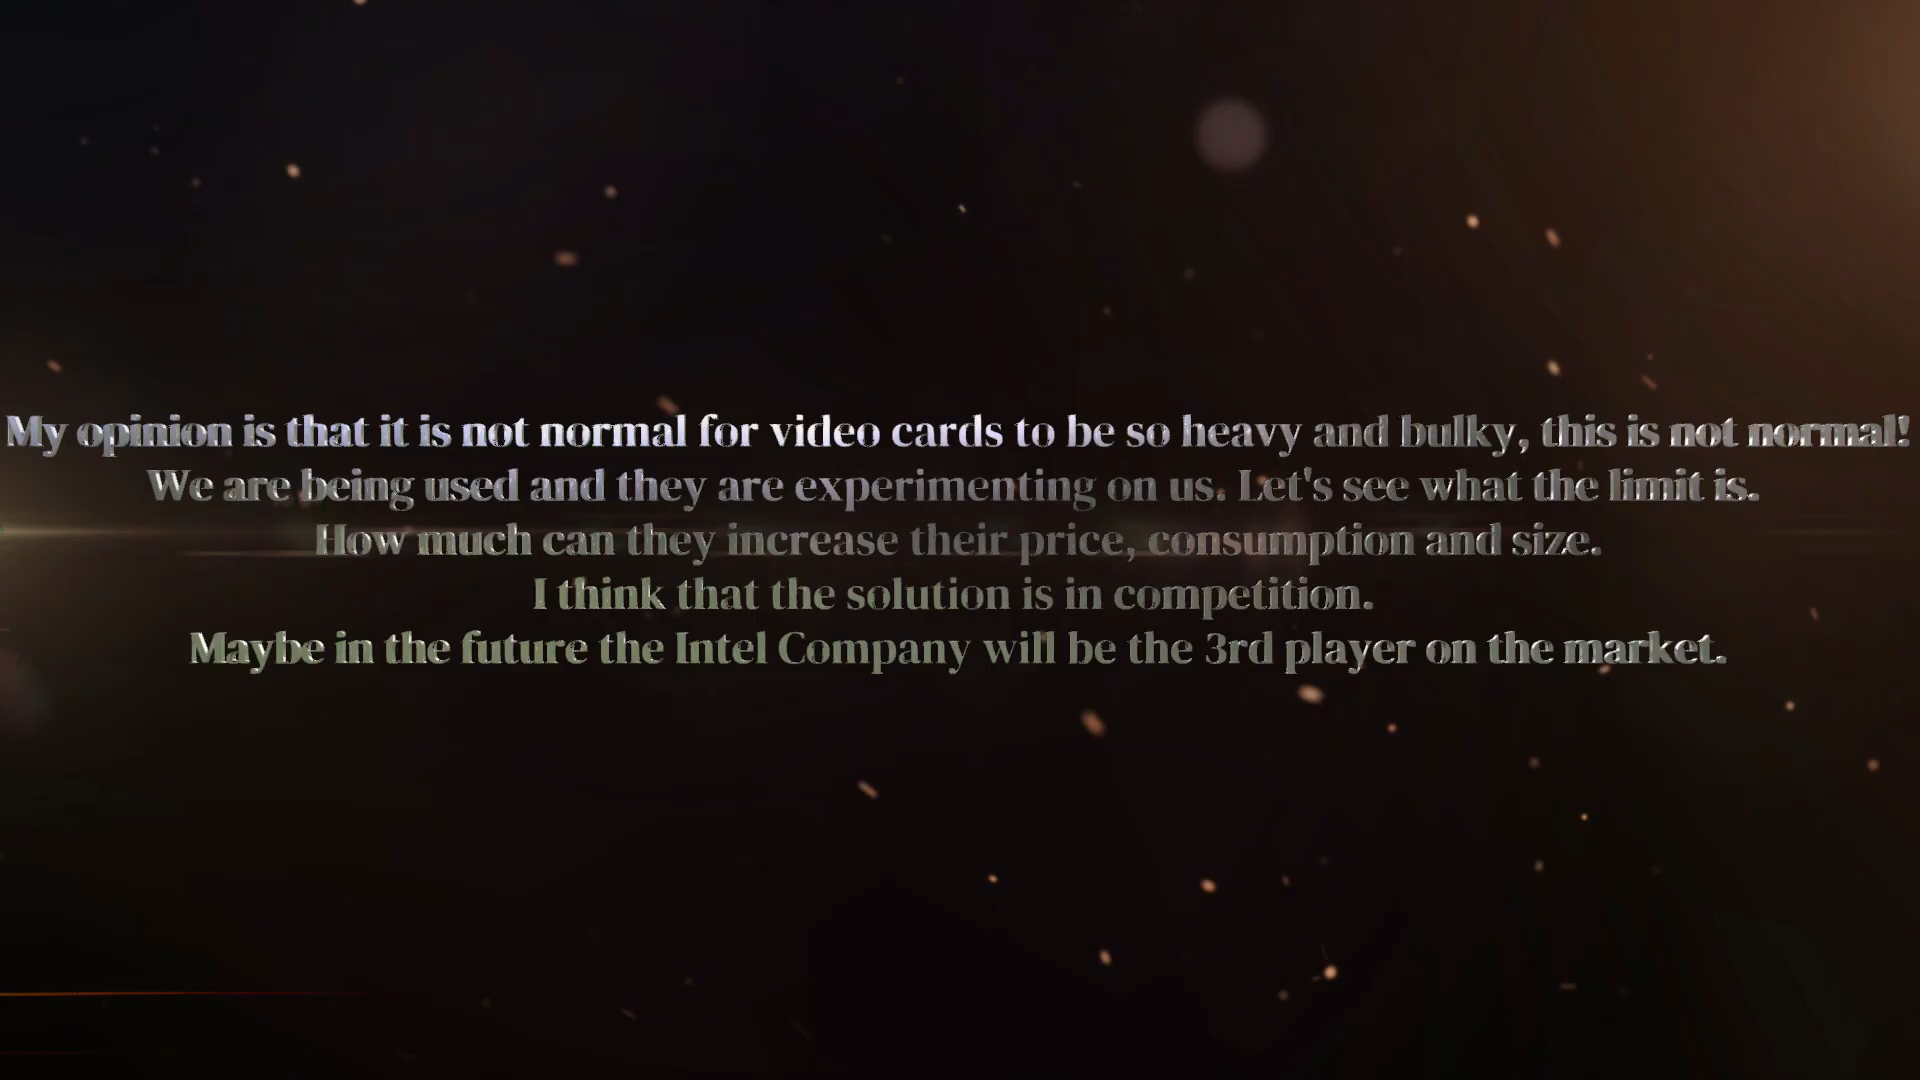 My opinion is that it is not normal for video cards to be so heavy and bulky, this is not normal!
We are being used and they are experimenting on us. Let's see what the limit is.
How much can they increase their price, consumption and size.
I think that the solution is in competition.
Maybe in the future the Intel Company will be the 3rd player on the market.